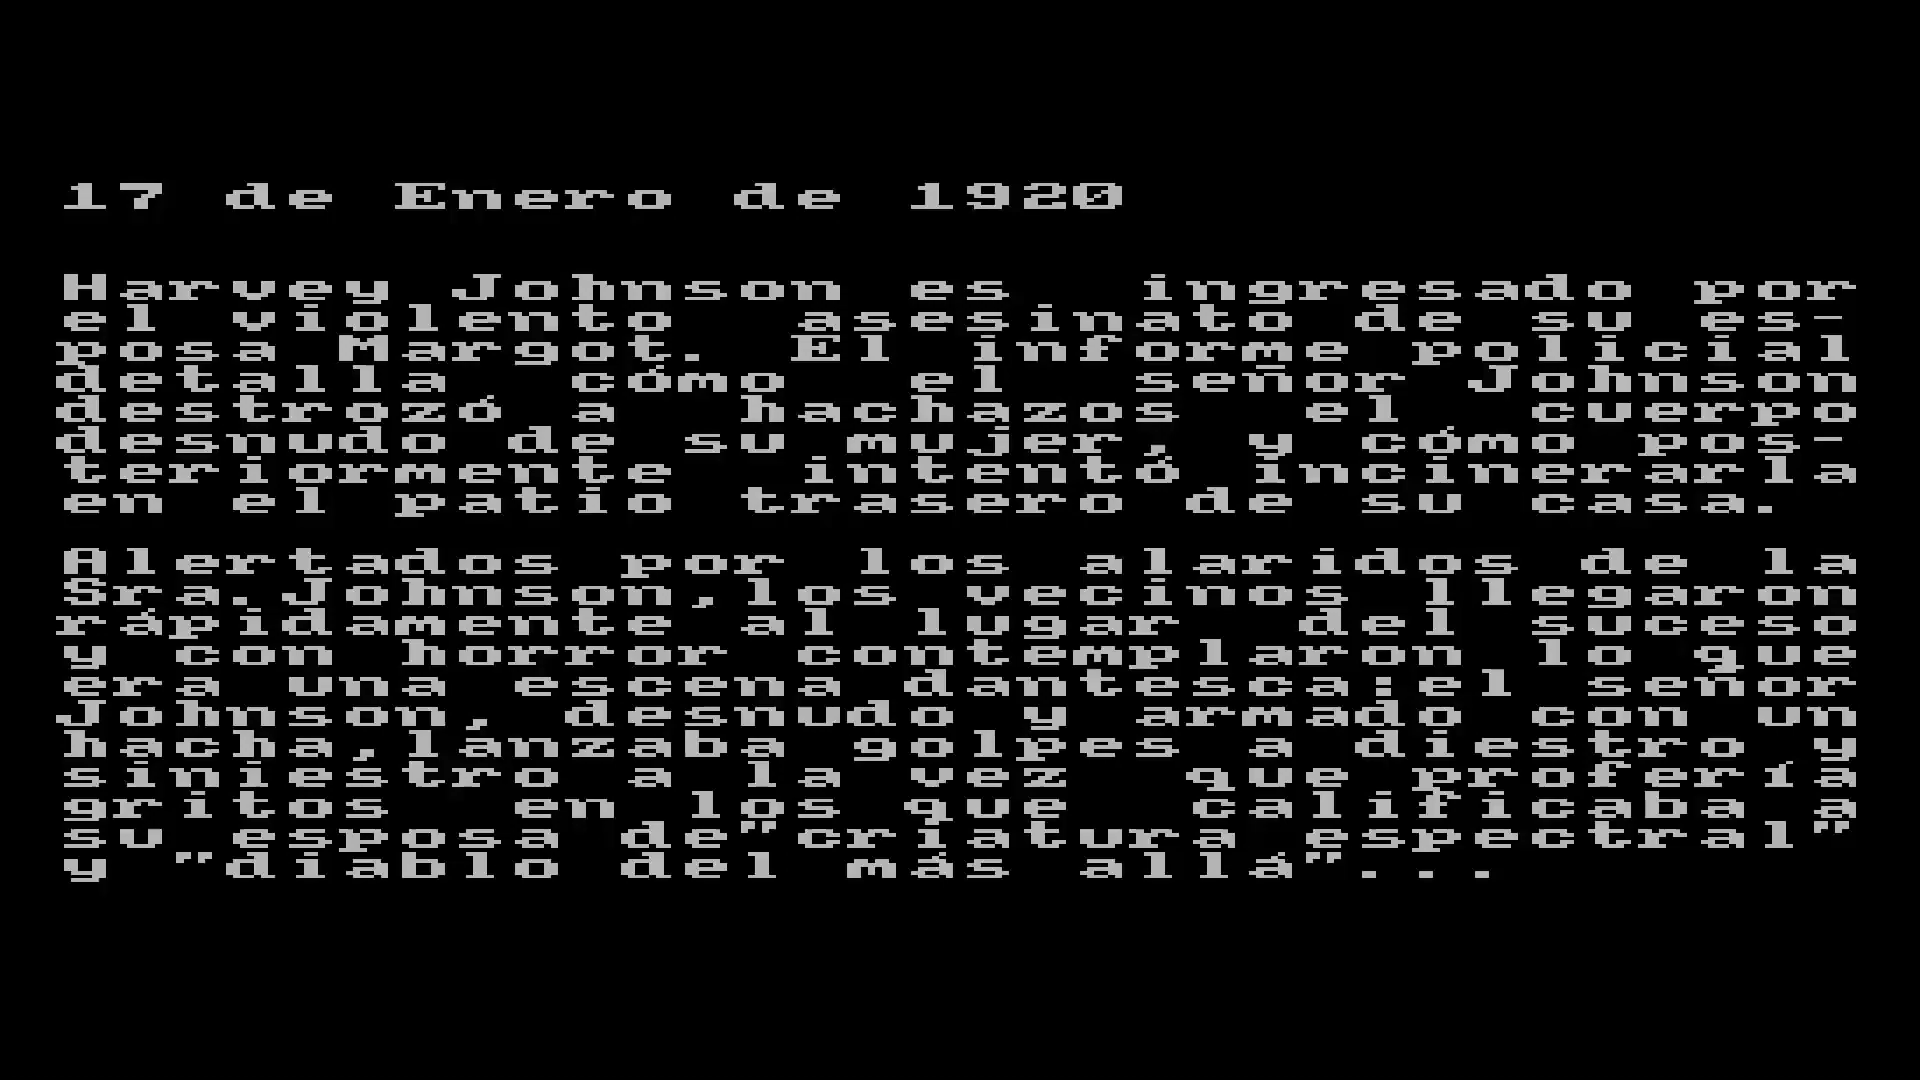 17 de Enero de 1920
Harvey Johnson es ingresado por
el violento asesinato de su es-
posa Margot. El informe policial
detalla cómo el señor Johnson
destrozó a hachazos el cuerpo
desnudo de su mujer, y cómo pos-
teriormente intentó incinerarla
en el patio trasero de su casa.
Alertados por los alaridos de la
Sra.Johnson,los vecinos llegaron
rápidamente al lugar del suceso
y con horror contemplaron lo que
era una escena dantesca:el señor
Johnson, desnudo y armado con un
hacha,lanzaba golpes a diestro y
siniestro a la vez que profería
gritos en los que calificaba a
su esposa de"criatura espectral"
y "diablo del más allá"...